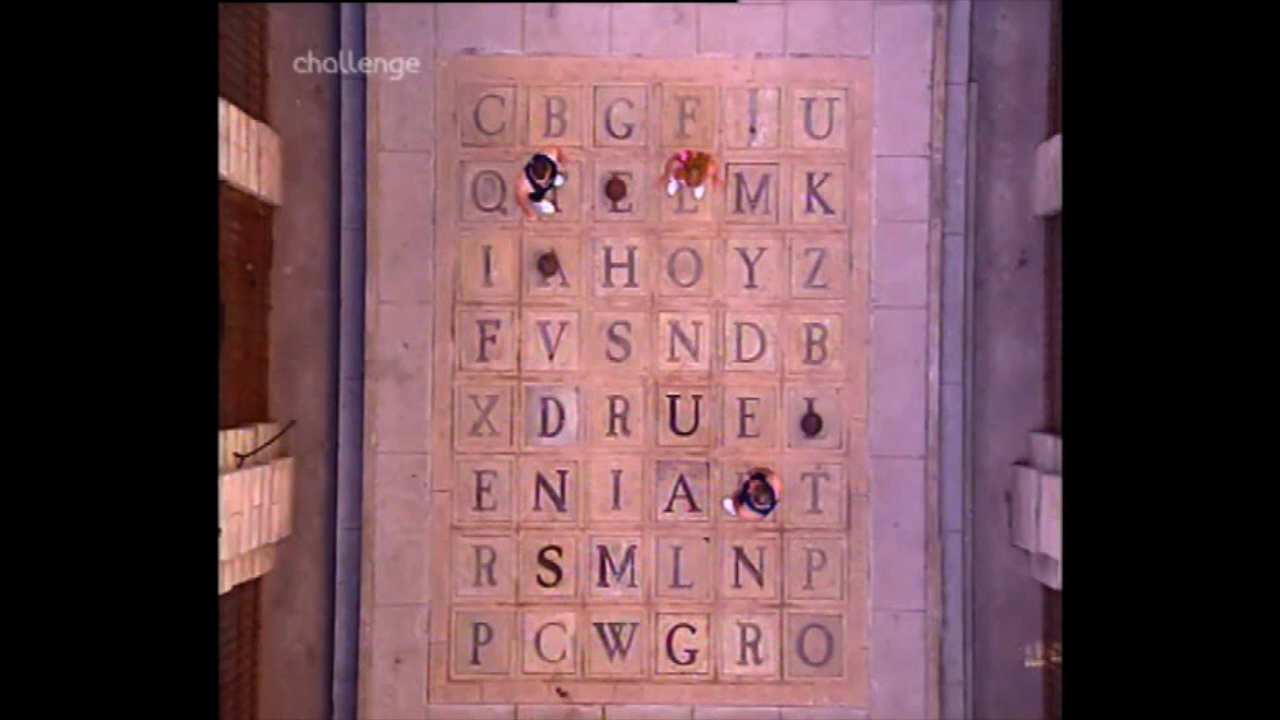 challenge
C B G F J U
Q E L M K
I A H O Y Z
F V S N D B
X D R U E L
E N I A T
R S M L N P
P C W G R O